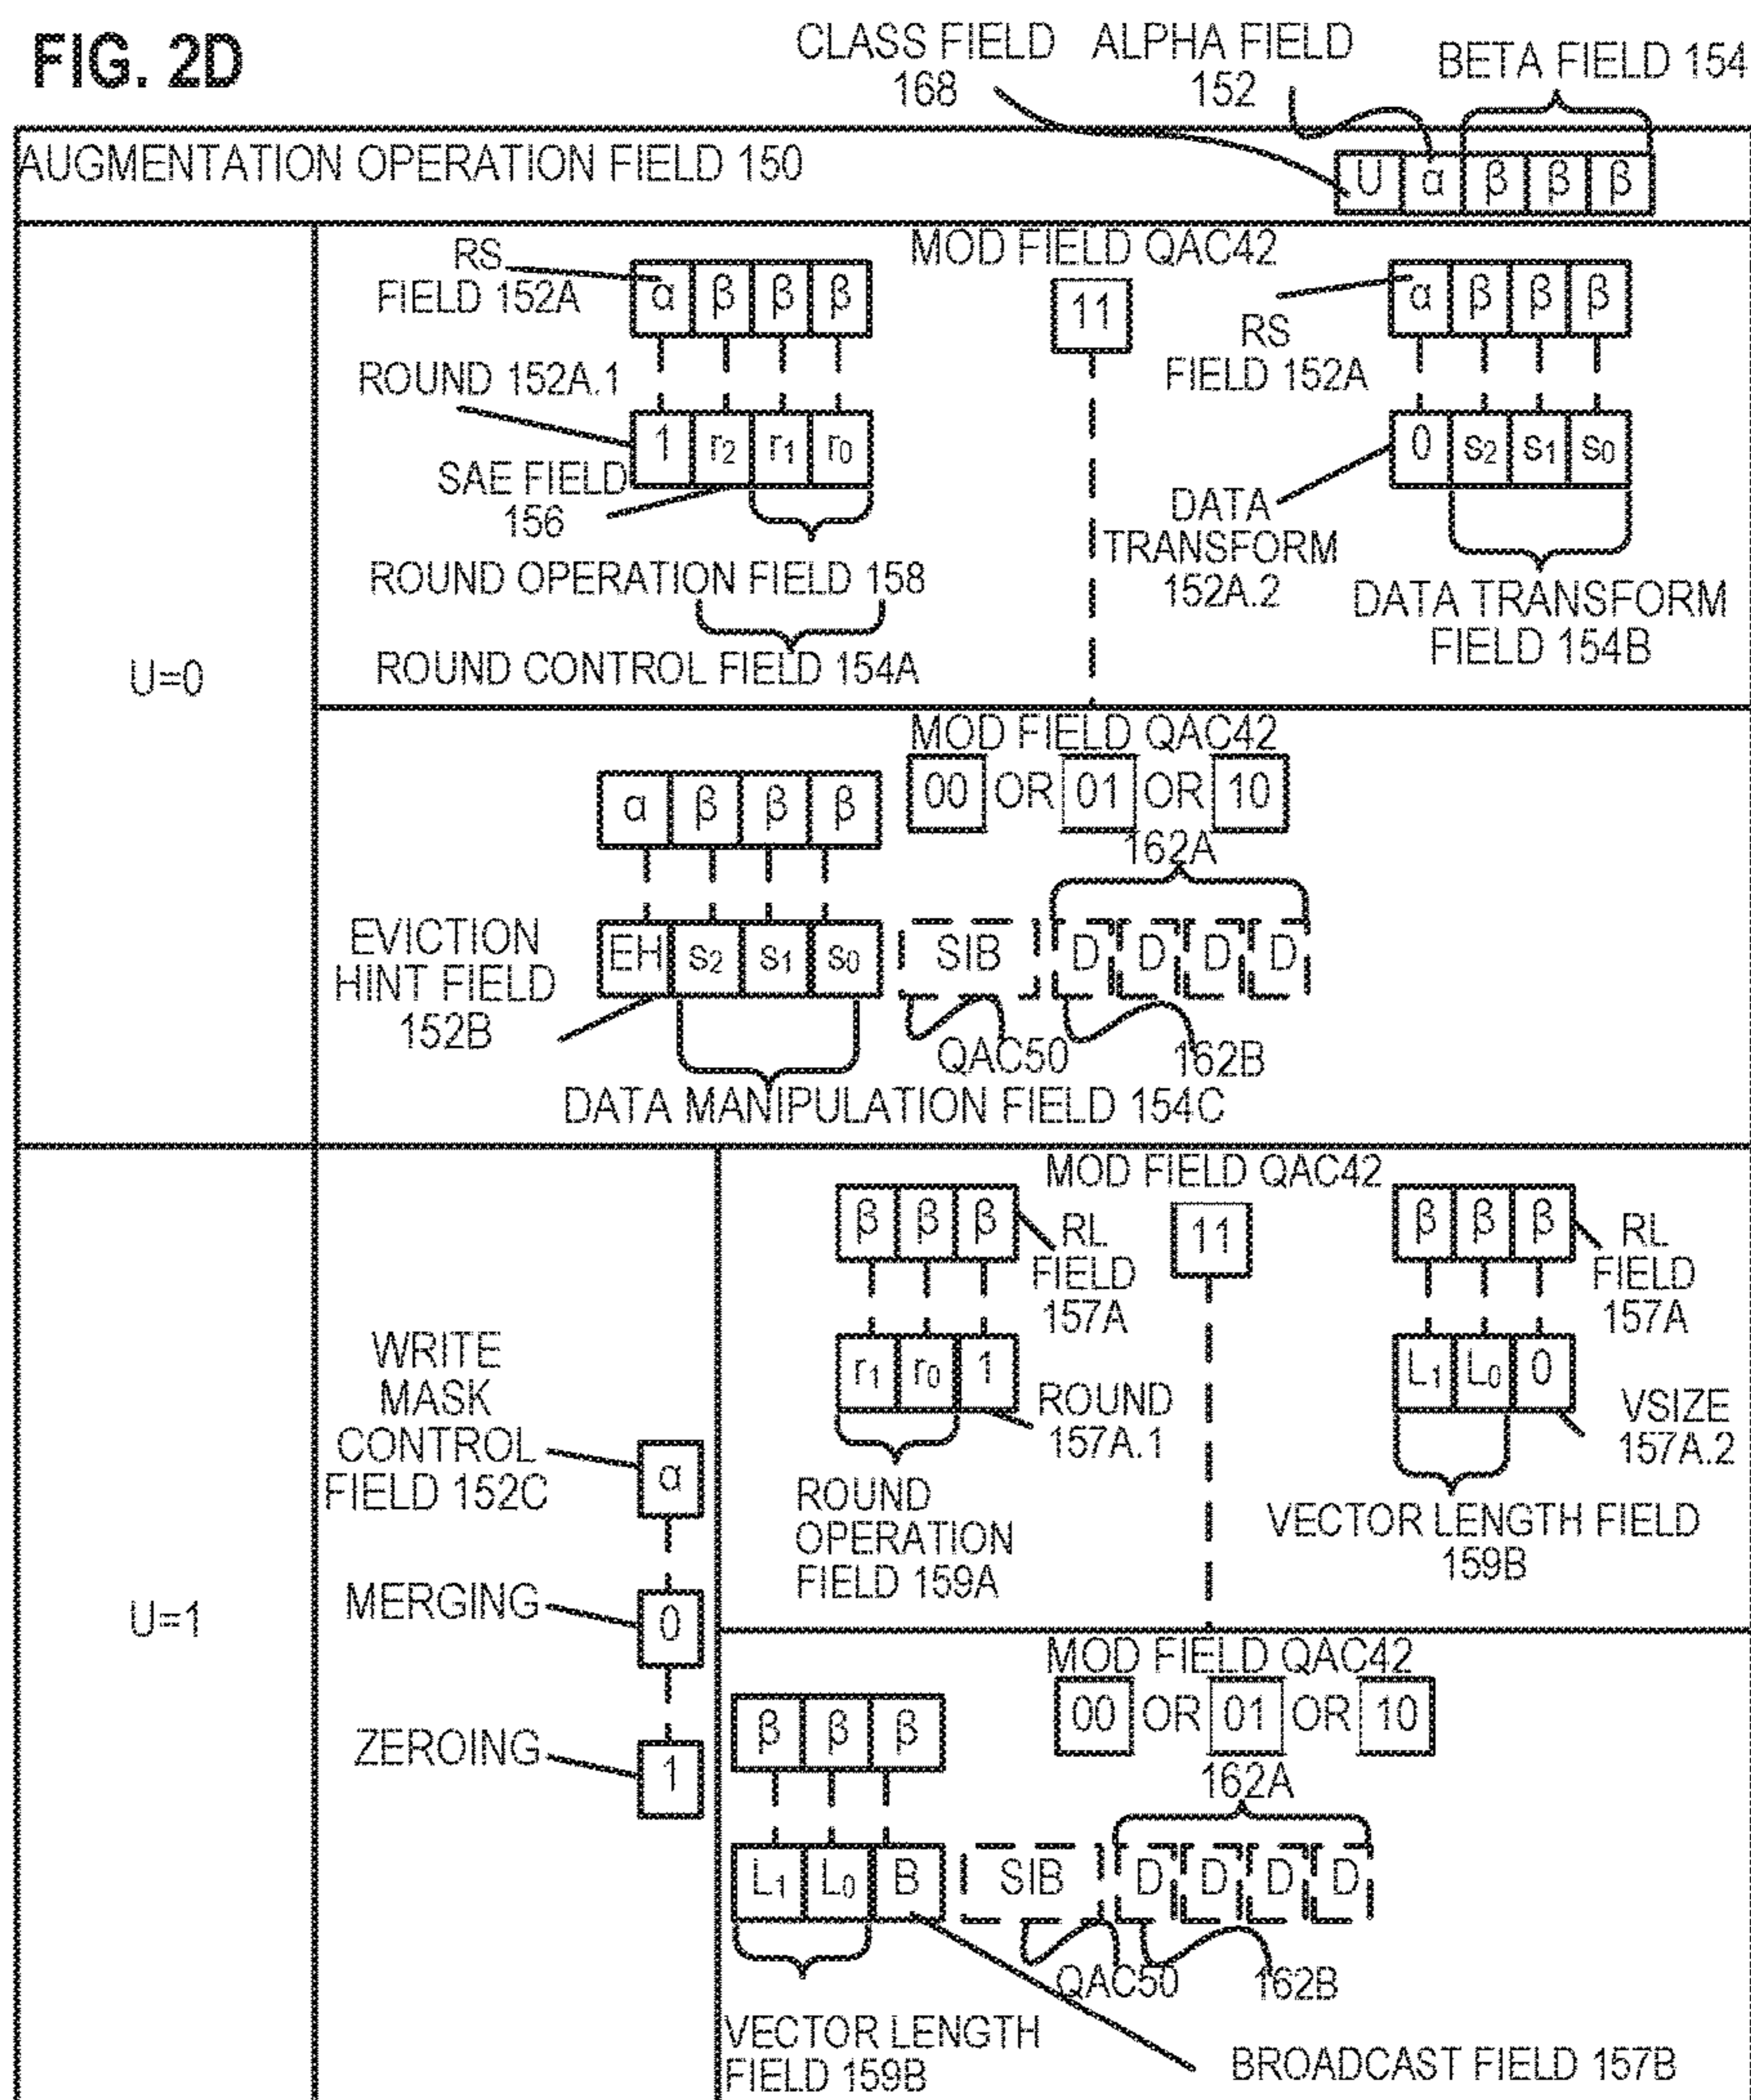 FIG. 2D
CLASS FIELD
168
ALPHA FIELD
152
BETA FIELD 154
AUGMENTATION OPERATION FIELD 150
U α β β β
U=0
MOD FIELD QAC42
11
RS
FIELD 152A
α β β β
ROUND 152A.1
1 r2 r1 r0
SAE FIELD
156
ROUND OPERATION FIELD 158
ROUND CONTROL FIELD 154A
α β β β
RS
FIELD 152A
0 s2 s1 s0
DATA
TRANSFORM
152A.2
DATA TRANSFORM
FIELD 154B
MOD FIELD QAC42
00 OR 01 OR 10
α β β β
162A
EVICTION
HINT FIELD
152B
EH s2 s1 s0 SIB D D D D
QAC50
162B
DATA MANIPULATION FIELD 154C
U=1
WRITE
MASK
CONTROL
FIELD 152C
α
MERGING
0
ZEROING
1
MOD FIELD QAC42
11
β β β
RL
FIELD
157A
r1 r0 1
ROUND
157A.1
ROUND
OPERATION
FIELD 159A
β β β
RL
FIELD
157A
L1 L0 0
VSIZE
157A.2
VECTOR LENGTH FIELD
159B
MOD FIELD QAC42
00 OR 01 OR 10
β β β
162A
L1 L0 B SIB D D D D
QAC50
162B
VECTOR LENGTH
FIELD 159B
BROADCAST FIELD 157B